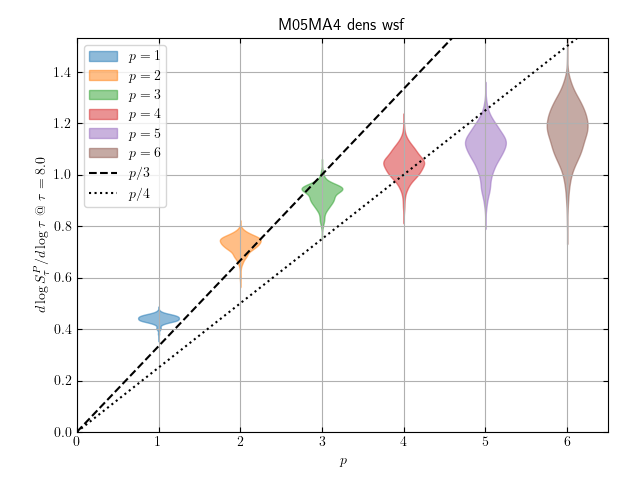 M05MA4 dens wsf
d log S_τ^P / d log τ @ τ = 8.0
1.4
1.2
1.0
0.8
0.6
0.4
0.2
0.0
p = 1
p = 2
p = 3
p = 4
p = 5
p = 6
p/3
p/4
0 1 2 3 4 5 6
p